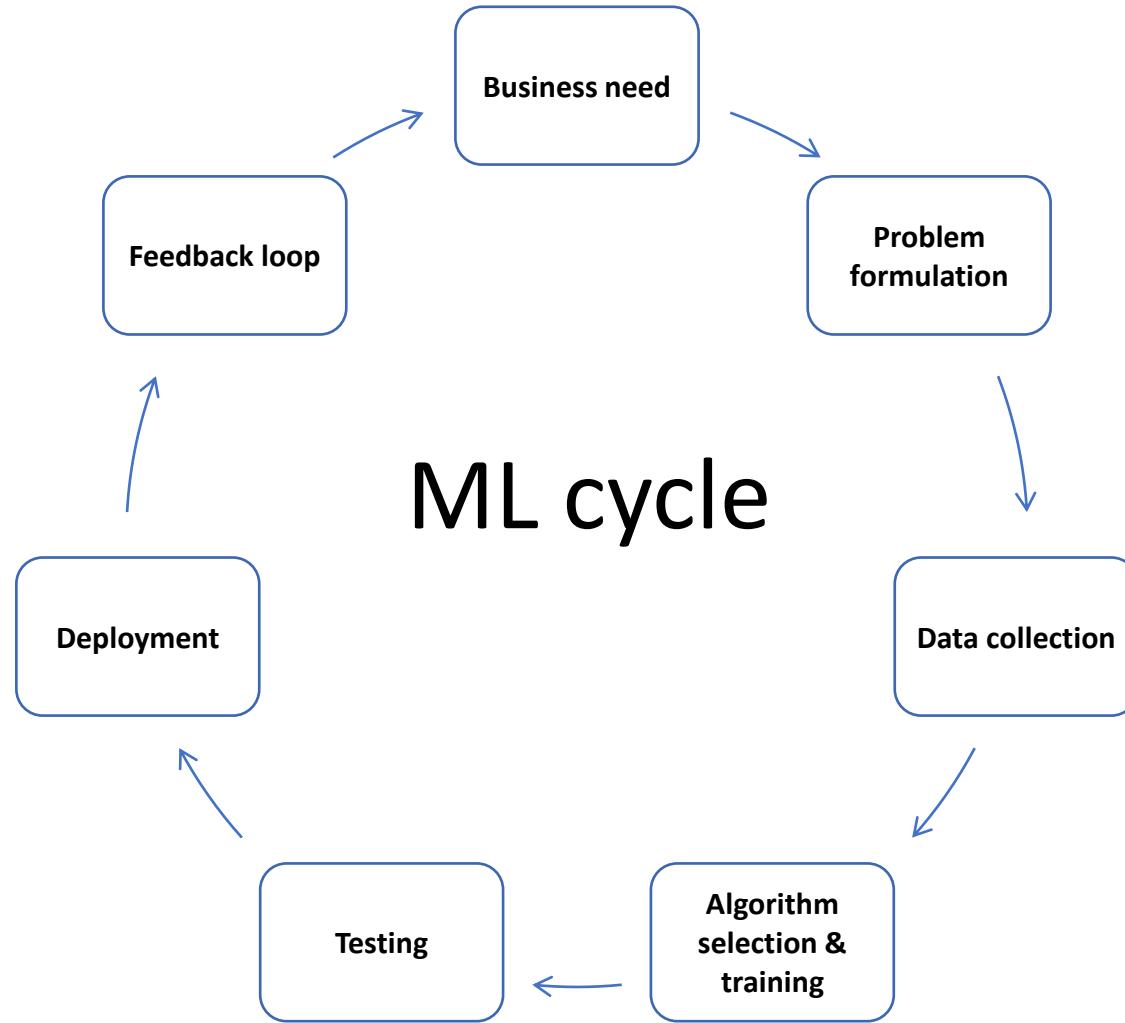 Business need
Problem
formulation
Data collection
Algorithm
selection &
training
Testing
Deployment
Feedback loop
ML cycle